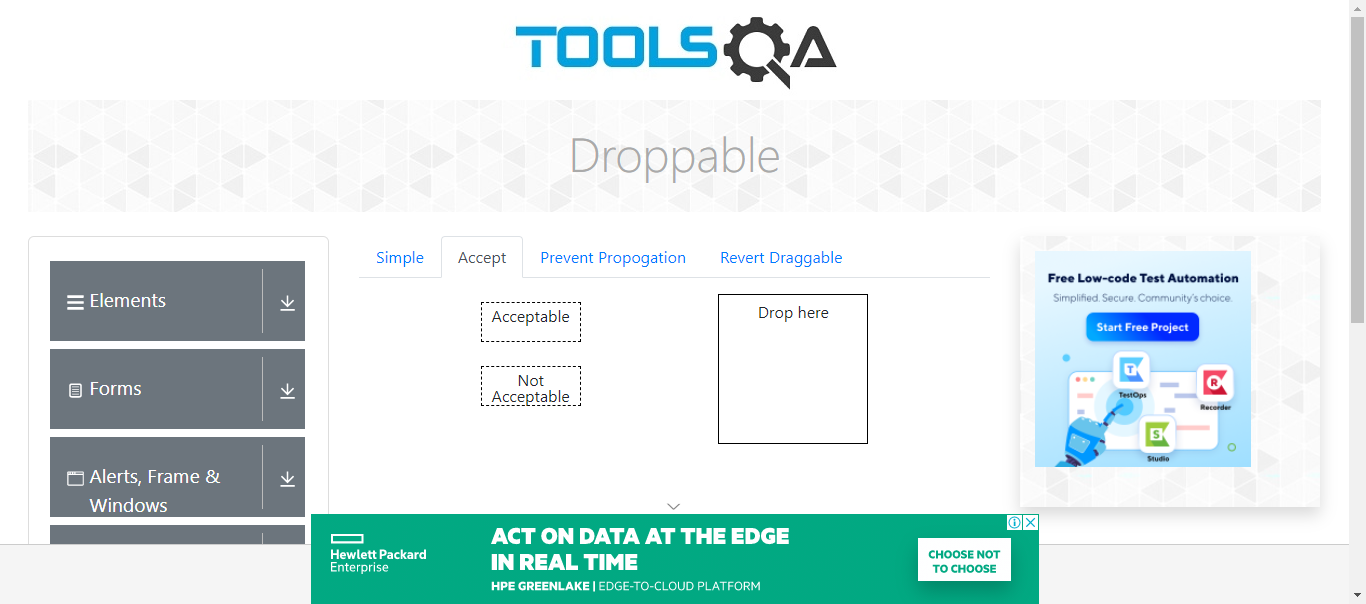 TOOLSQA
Droppable
Elements
Forms
Alerts, Frame &
Windows
Simple
Accept
Prevent Propogation
Revert Draggable
Acceptable
Not
Acceptable
Drop here
Free Low-code Test Automation
Simplified. Secure. Community's choice.
Start Free Project
TestOps
Recorder
Studio
Hewlett Packard
Enterprise
ACT ON DATA AT THE EDGE
IN REAL TIME
HPE GREENLAKE | EDGE-TO-CLOUD PLATFORM
CHOOSE NOT
TO CHOOSE